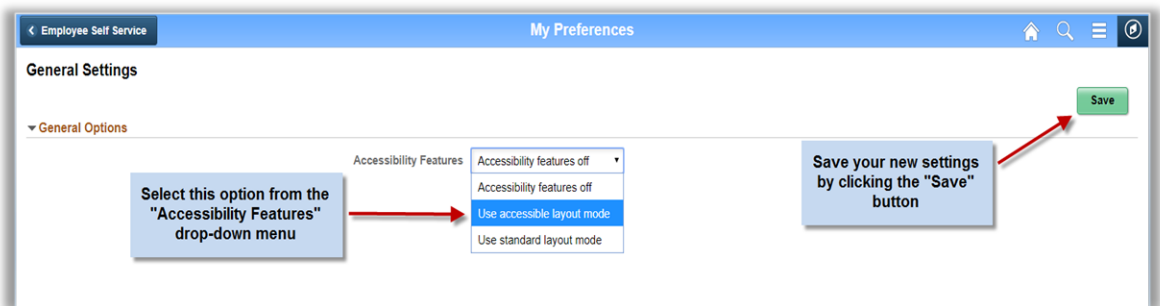 Employee Self Service
My Preferences
General Settings
Save
General Options
Accessibility Features
Accessibility features off
Accessibility features off
Use accessible layout mode
Use standard layout mode
Select this option from the
"Accessibility Features"
drop-down menu
Save your new settings
by clicking the "Save"
button